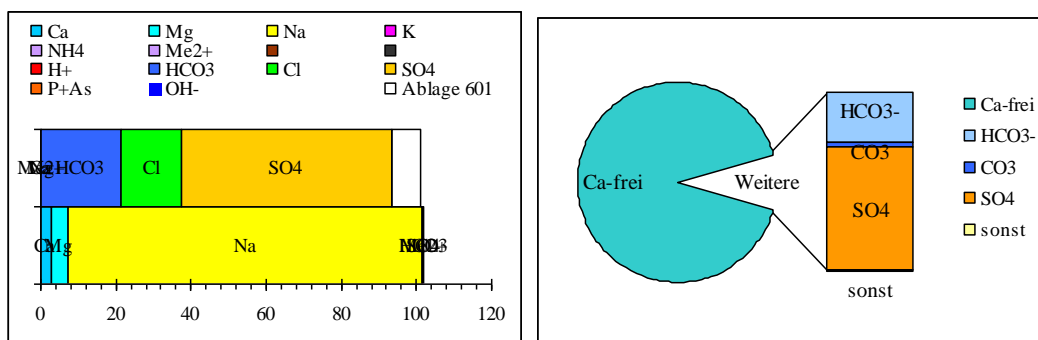 Ca Mg Na K
NH4 Me2+
H+ HCO3 Cl SO4
P+As OH- Ablage 601
HCO3 Cl SO4
Mg Na
0 20 40 60 80 100 120
Ca-frei
Weitere
HCO3-
CO3
SO4
sonst
Ca-frei
HCO3-
CO3
SO4
sonst